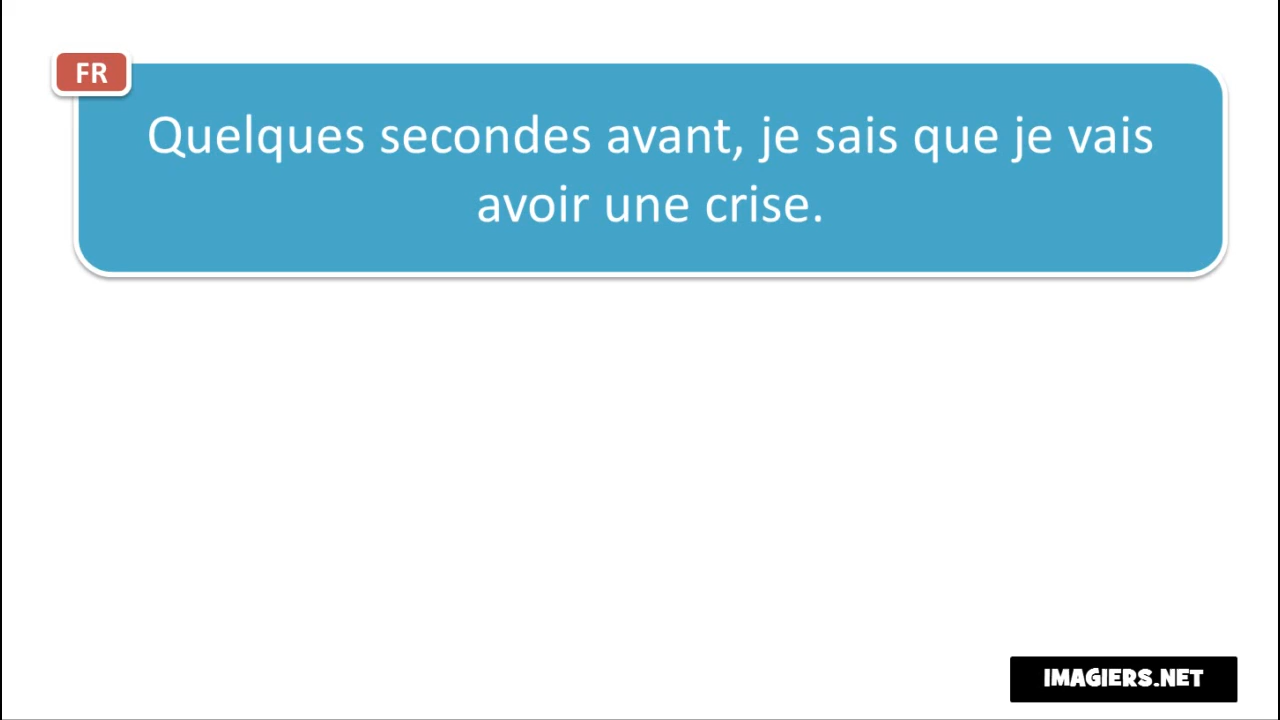 FR
Quelques secondes avant, je sais que je vais
avoir une crise.
IMAGIERS.NET